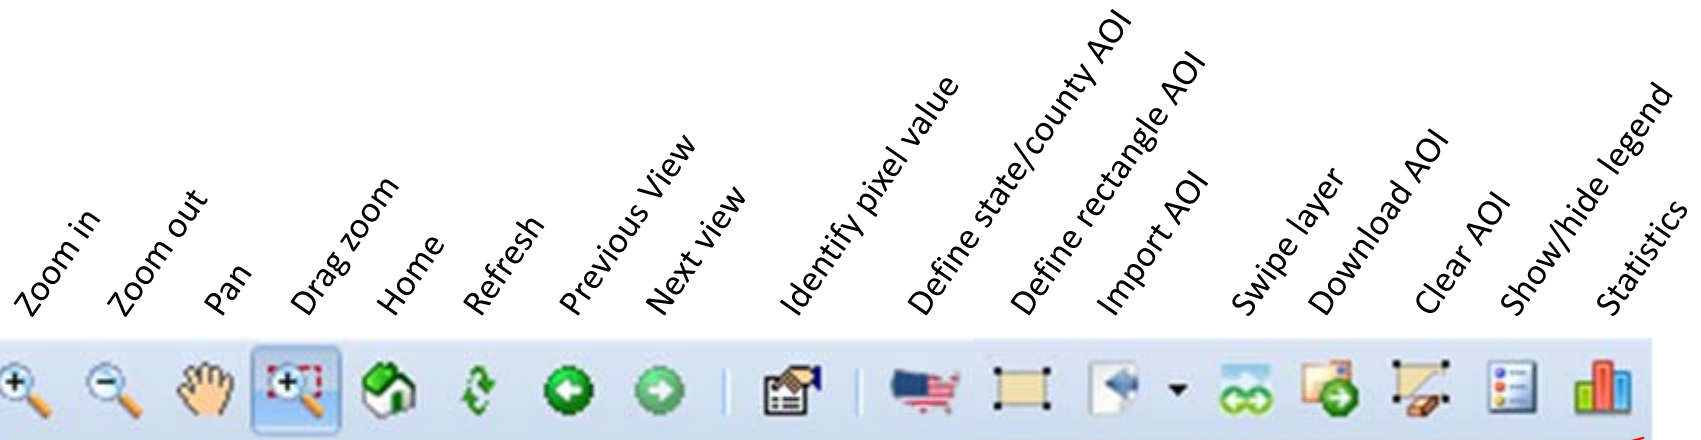 Zoom in
Zoom out
Pan
Drag zoom
Home
Refresh
Previous View
Next view
Identify pixel value
Define state/county AOI
Define rectangle AOI
Import AOI
Swipe layer
Download AOI
Clear AOI
Show/hide legend
Statistics